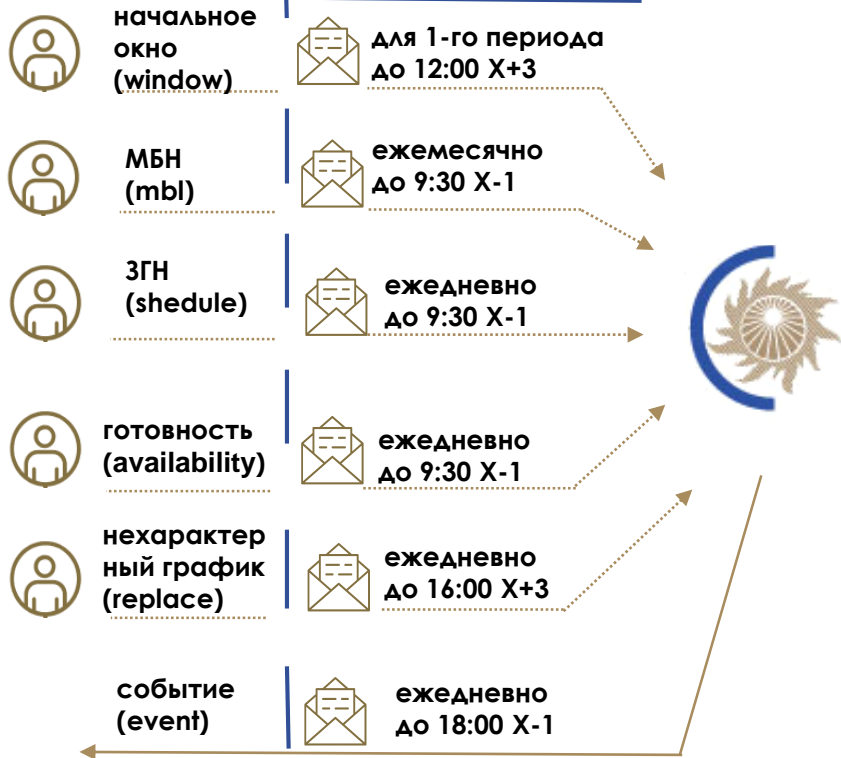 начальное
окно
(window)
для 1-го периода
до 12:00 X+3
МБН
(mbl)
ежемесячно
до 9:30 X-1
ЗГН
(shedule)
ежедневно
до 9:30 X-1
готовность
(availability)
ежедневно
до 9:30 X-1
нехарактер
ный график
(replace)
ежедневно
до 16:00 X+3
событие
(event)
ежедневно
до 18:00 X-1